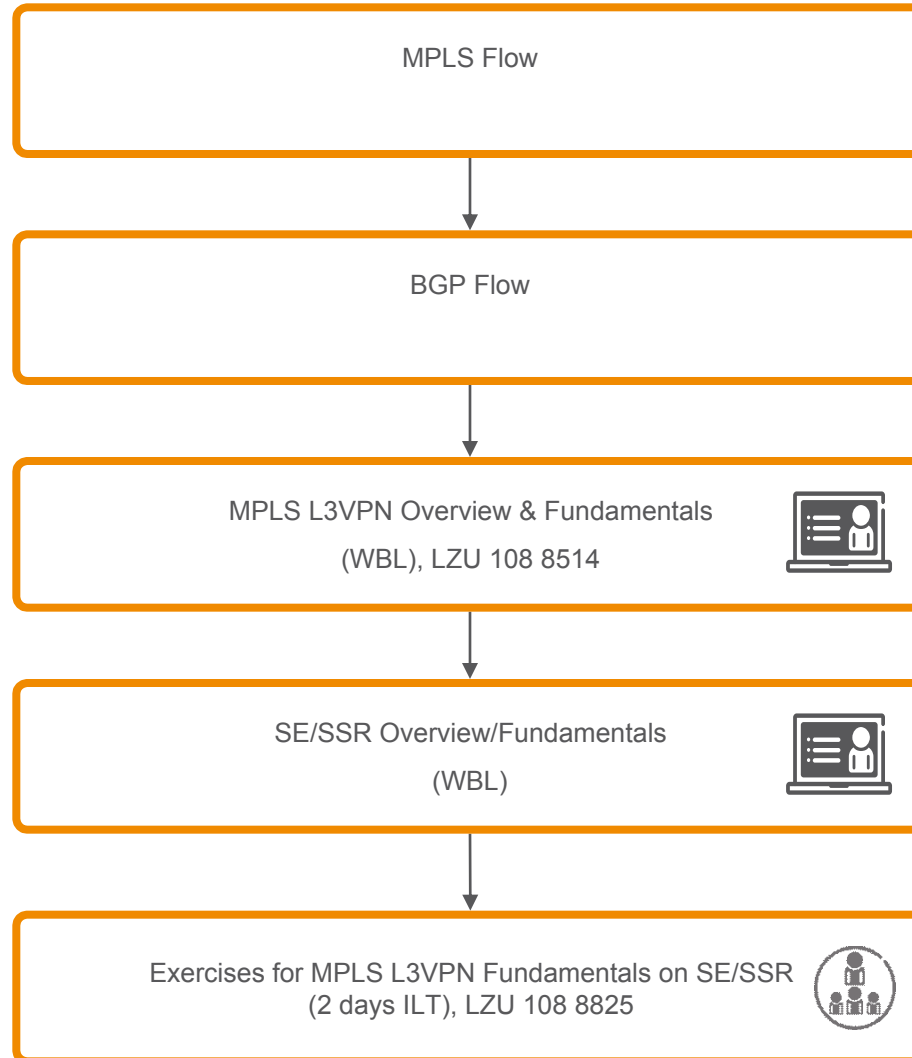 MPLS Flow
BGP Flow
MPLS L3VPN Overview & Fundamentals
(WBL), LZU 108 8514
SE/SSR Overview/Fundamentals
(WBL)
Exercises for MPLS L3VPN Fundamentals on SE/SSR
(2 days ILT), LZU 108 8825